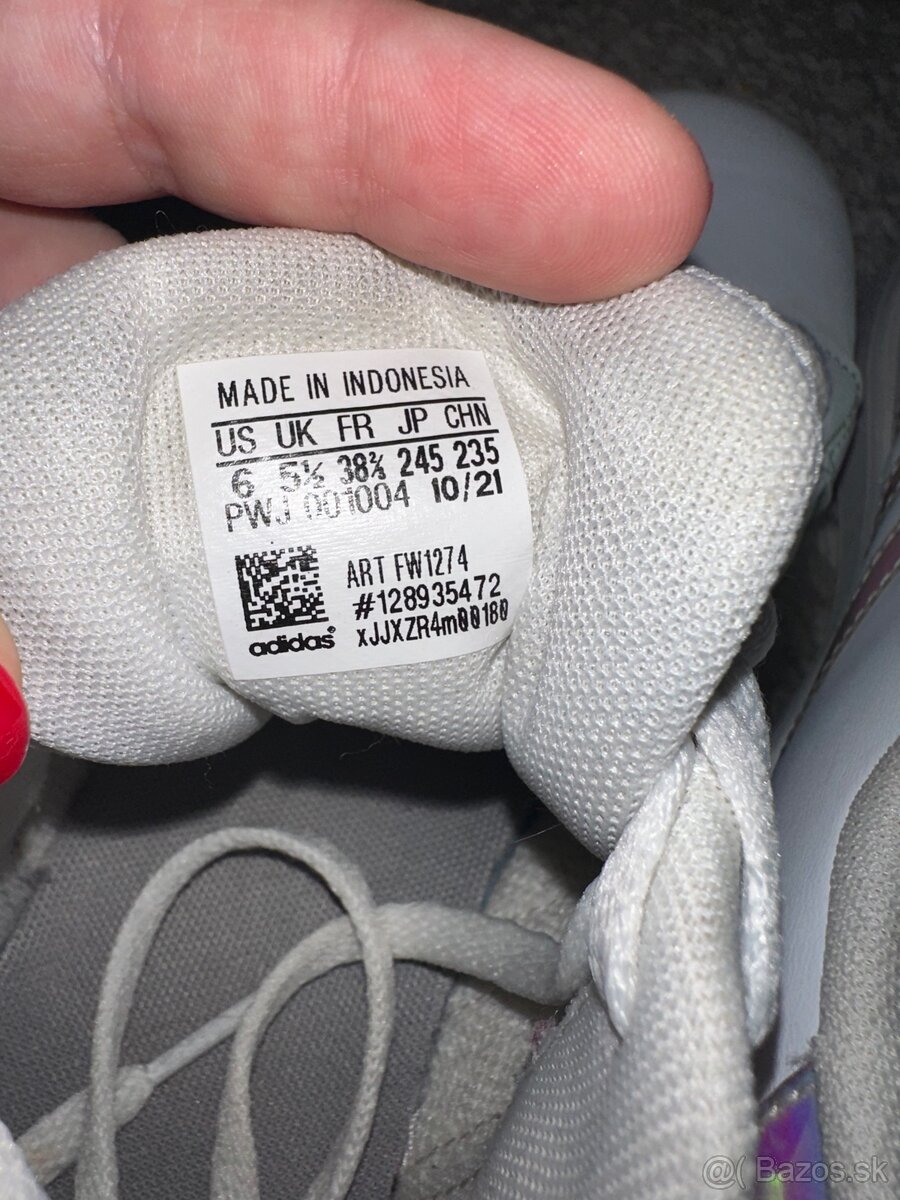 MADE IN INDONESIA
US UK FR JP CHN
6 5½ 38⅔ 245 235
PWJ 001004 10/21
ART FW1274
#128935472
adidas® xJJXZR4m00180
@( Bazos.sk